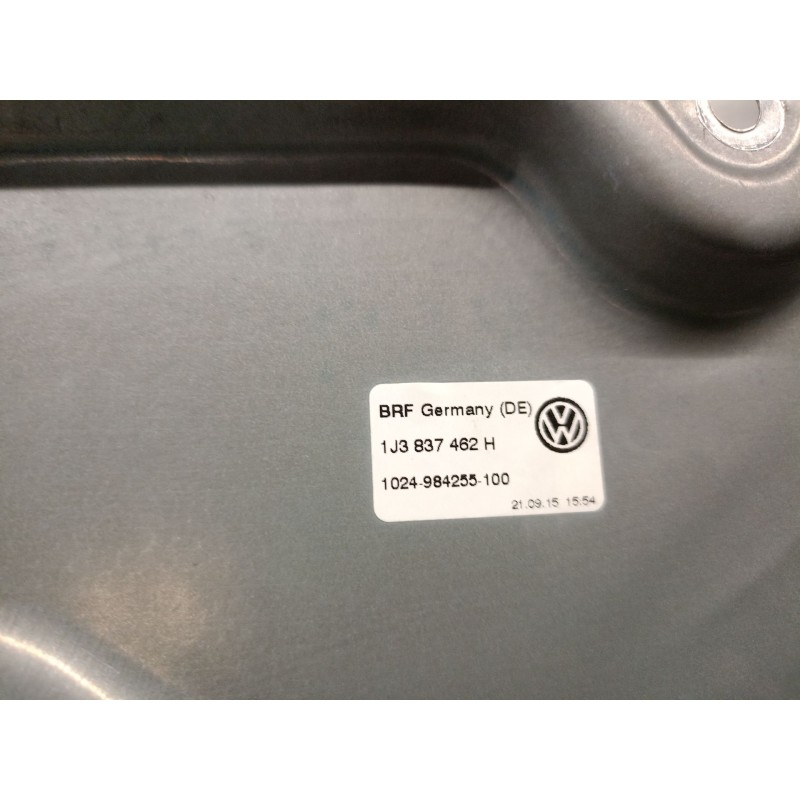 BRF Germany (DE)
1J3 837 462 H
1024-984255-100
21.09.15 15:54